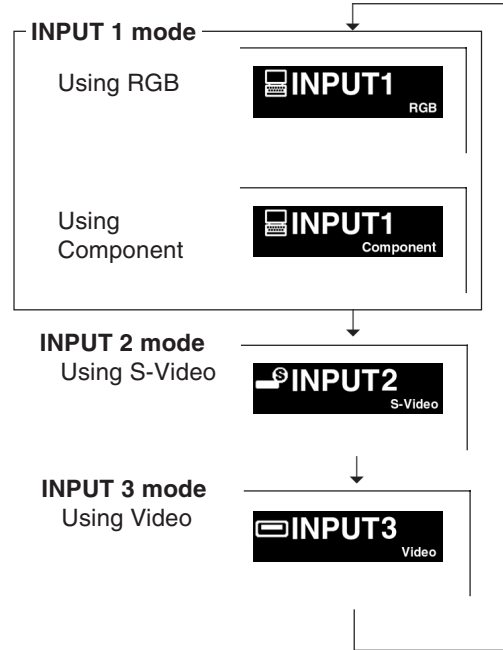 INPUT 1 mode
Using RGB
INPUT1
RGB
Using
Component
INPUT1
Component
INPUT 2 mode
Using S-Video
S
INPUT2
S-Video
INPUT 3 mode
Using Video
INPUT3
Video